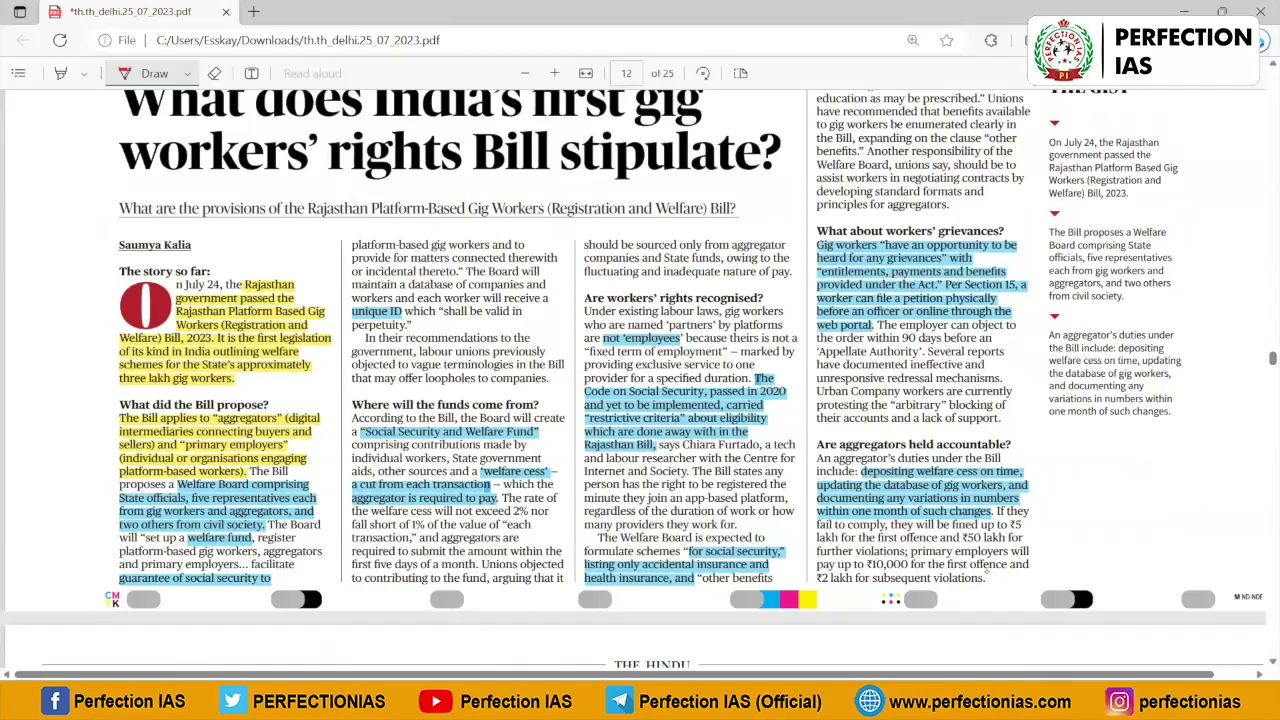 *th.th_delhi.25_07_2023.pdf
File
C:/Users/Esskay/Downloads/th.th_delhi.25_07_2023.pdf
Draw
Read aloud
12
of 25
PERFECTION
IAS
What does India's first gig
workers' rights Bill stipulate?
What are the provisions of the Rajasthan Platform-Based Gig Workers (Registration and Welfare) Bill?
Saumya Kalia
The story so far:
On July 24, the Rajasthan
government passed the
Rajasthan Platform Based Gig
Workers (Registration and
Welfare) Bill, 2023. It is the first legislation
of its kind in India outlining welfare
schemes for the State's approximately
three lakh gig workers.
What did the Bill propose?
The Bill applies to “aggregators” (digital
intermediaries connecting buyers and
sellers) and “primary employers”
(individual or organisations engaging
platform-based workers). The Bill
proposes a Welfare Board comprising
State officials, five representatives each
from gig workers and aggregators, and
two others from civil society. The Board
will “set up a welfare fund, register
platform-based gig workers, aggregators
and primary employers... facilitate
guarantee of social security to
platform-based gig workers and to
provide for matters connected therewith
or incidental thereto.” The Board will
maintain a database of companies and
workers and each worker will receive a
unique ID which “shall be valid in
perpetuity.”
In their recommendations to the
government, labour unions previously
objected to vague terminologies in the Bill
that may offer loopholes to companies.
Where will the funds come from?
According to the Bill, the Board will create
a “Social Security and Welfare Fund”
comprising contributions made by
individual workers, State government
aids, other sources and a ‘welfare cess’ –
a cut from each transaction – which the
aggregator is required to pay. The rate of
the welfare cess will not exceed 2% nor
fall short of 1% of the value of “each
transaction,” and aggregators are
required to submit the amount within the
first five days of a month. Unions objected
to contributing to the fund, arguing that it
should be sourced only from aggregator
companies and State funds, owing to the
fluctuating and inadequate nature of pay.
Are workers’ rights recognised?
Under existing labour laws, gig workers
who are named ‘partners’ by platforms
are not ‘employees’ because theirs is not a
“fixed term of employment” – marked by
providing exclusive service to one
provider for a specified duration. The
Code on Social Security, passed in 2020
and yet to be implemented, carried
“restrictive criteria” about eligibility
which are done away with in the
Rajasthan Bill, says Chiara Furtado, a tech
and labour researcher with the Centre for
Internet and Society. The Bill states any
person has the right to be registered the
minute they join an app-based platform,
regardless of the duration of work or how
many providers they work for.
The Welfare Board is expected to
formulate schemes “for social security,”
listing only accidental insurance and
health insurance, and “other benefits
education as may be prescribed.” Unions
have recommended that benefits available
to gig workers be enumerated clearly in
the Bill, expanding on the clause “other
benefits.” Another responsibility of the
Welfare Board, unions say, should be to
assist workers in negotiating contracts by
developing standard formats and
principles for aggregators.
What about workers’ grievances?
Gig workers “have an opportunity to be
heard for any grievances” with
“entitlements, payments and benefits
provided under the Act.” Per Section 15, a
worker can file a petition physically
before an officer or online through the
web portal. The employer can object to
the order within 90 days before an
‘Appellate Authority’. Several reports
have documented ineffective and
unresponsive redressal mechanisms.
Urban Company workers are currently
protesting the “arbitrary” blocking of
their accounts and a lack of support.
Are aggregators held accountable?
An aggregator’s duties under the Bill
include: depositing welfare cess on time,
updating the database of gig workers, and
documenting any variations in numbers
within one month of such changes. If they
fail to comply, they will be fined up to ₹5
lakh for the first offence and ₹50 lakh for
further violations; primary employers will
pay up to ₹10,000 for the first offence and
₹2 lakh for subsequent violations.
THE GIST
On July 24, the Rajasthan
government passed the
Rajasthan Platform Based Gig
Workers (Registration and
Welfare) Bill, 2023.
The Bill proposes a Welfare
Board comprising State
officials, five representatives
each from gig workers and
aggregators, and two others
from civil society.
An aggregator’s duties under
the Bill include: depositing
welfare cess on time, updating
the database of gig workers,
and documenting any
variations in numbers within
one month of such changes.
CM
YK
M ND-NDE
THE HINDU
Perfection IAS
PERFECTIONIAS
Perfection IAS
Perfection IAS (Official)
www.perfectionias.com
perfectionias